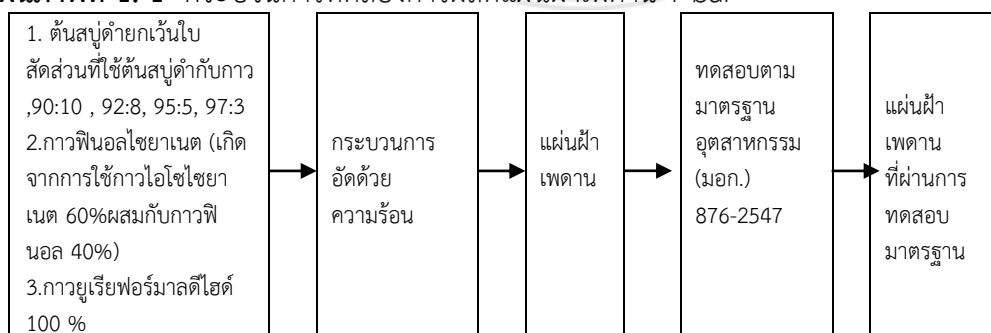 1. ต้นสบู่ดำยกเว้นใบ
สัดส่วนที่ใช้ต้นสบู่ดำกับกาว
,90:10 , 92:8, 95:5, 97:3
2.กาวฟินอลไซยาเนต (เกิด
จากการใช้กาวไอโซไซยา
เนต 60%ผสมกับกาวฟิ
นอล 40%)
3.กาวยูเรียฟอร์มาลดีไฮด์
100 %
กระบวนการ
อัดด้วย
ความร้อน
แผ่นฝ้า
เพดาน
ทดสอบตาม
มาตรฐาน
อุตสาหกรรม
(มอก.)
876-2547
แผ่นฝ้า
เพดาน
ที่ผ่านการ
ทดสอบ
มาตรฐาน